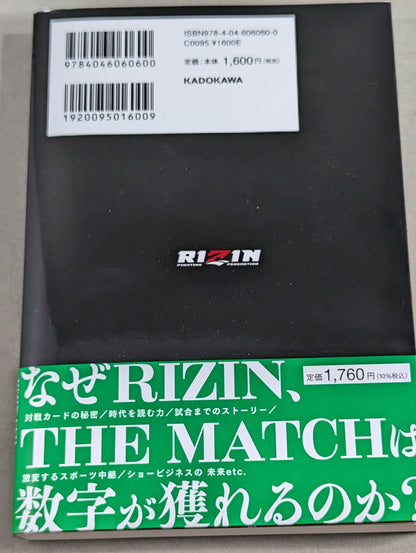 ISBN978-4-04-606060-0
C0095 ¥1600E
定価:本体 1,600円(税別)
KADOKAWA
9784046060600
1920095016009
RIZIN
FIGHTING FEDERATION
定価1,760円(10%税込)
なぜRIZIN、
対戦カードの秘密/時代を読む力/試合までのストーリー/
THE MATCHは
激変するスポーツ中継/ショービジネスの 未来etc.
数字が獲れるのか?